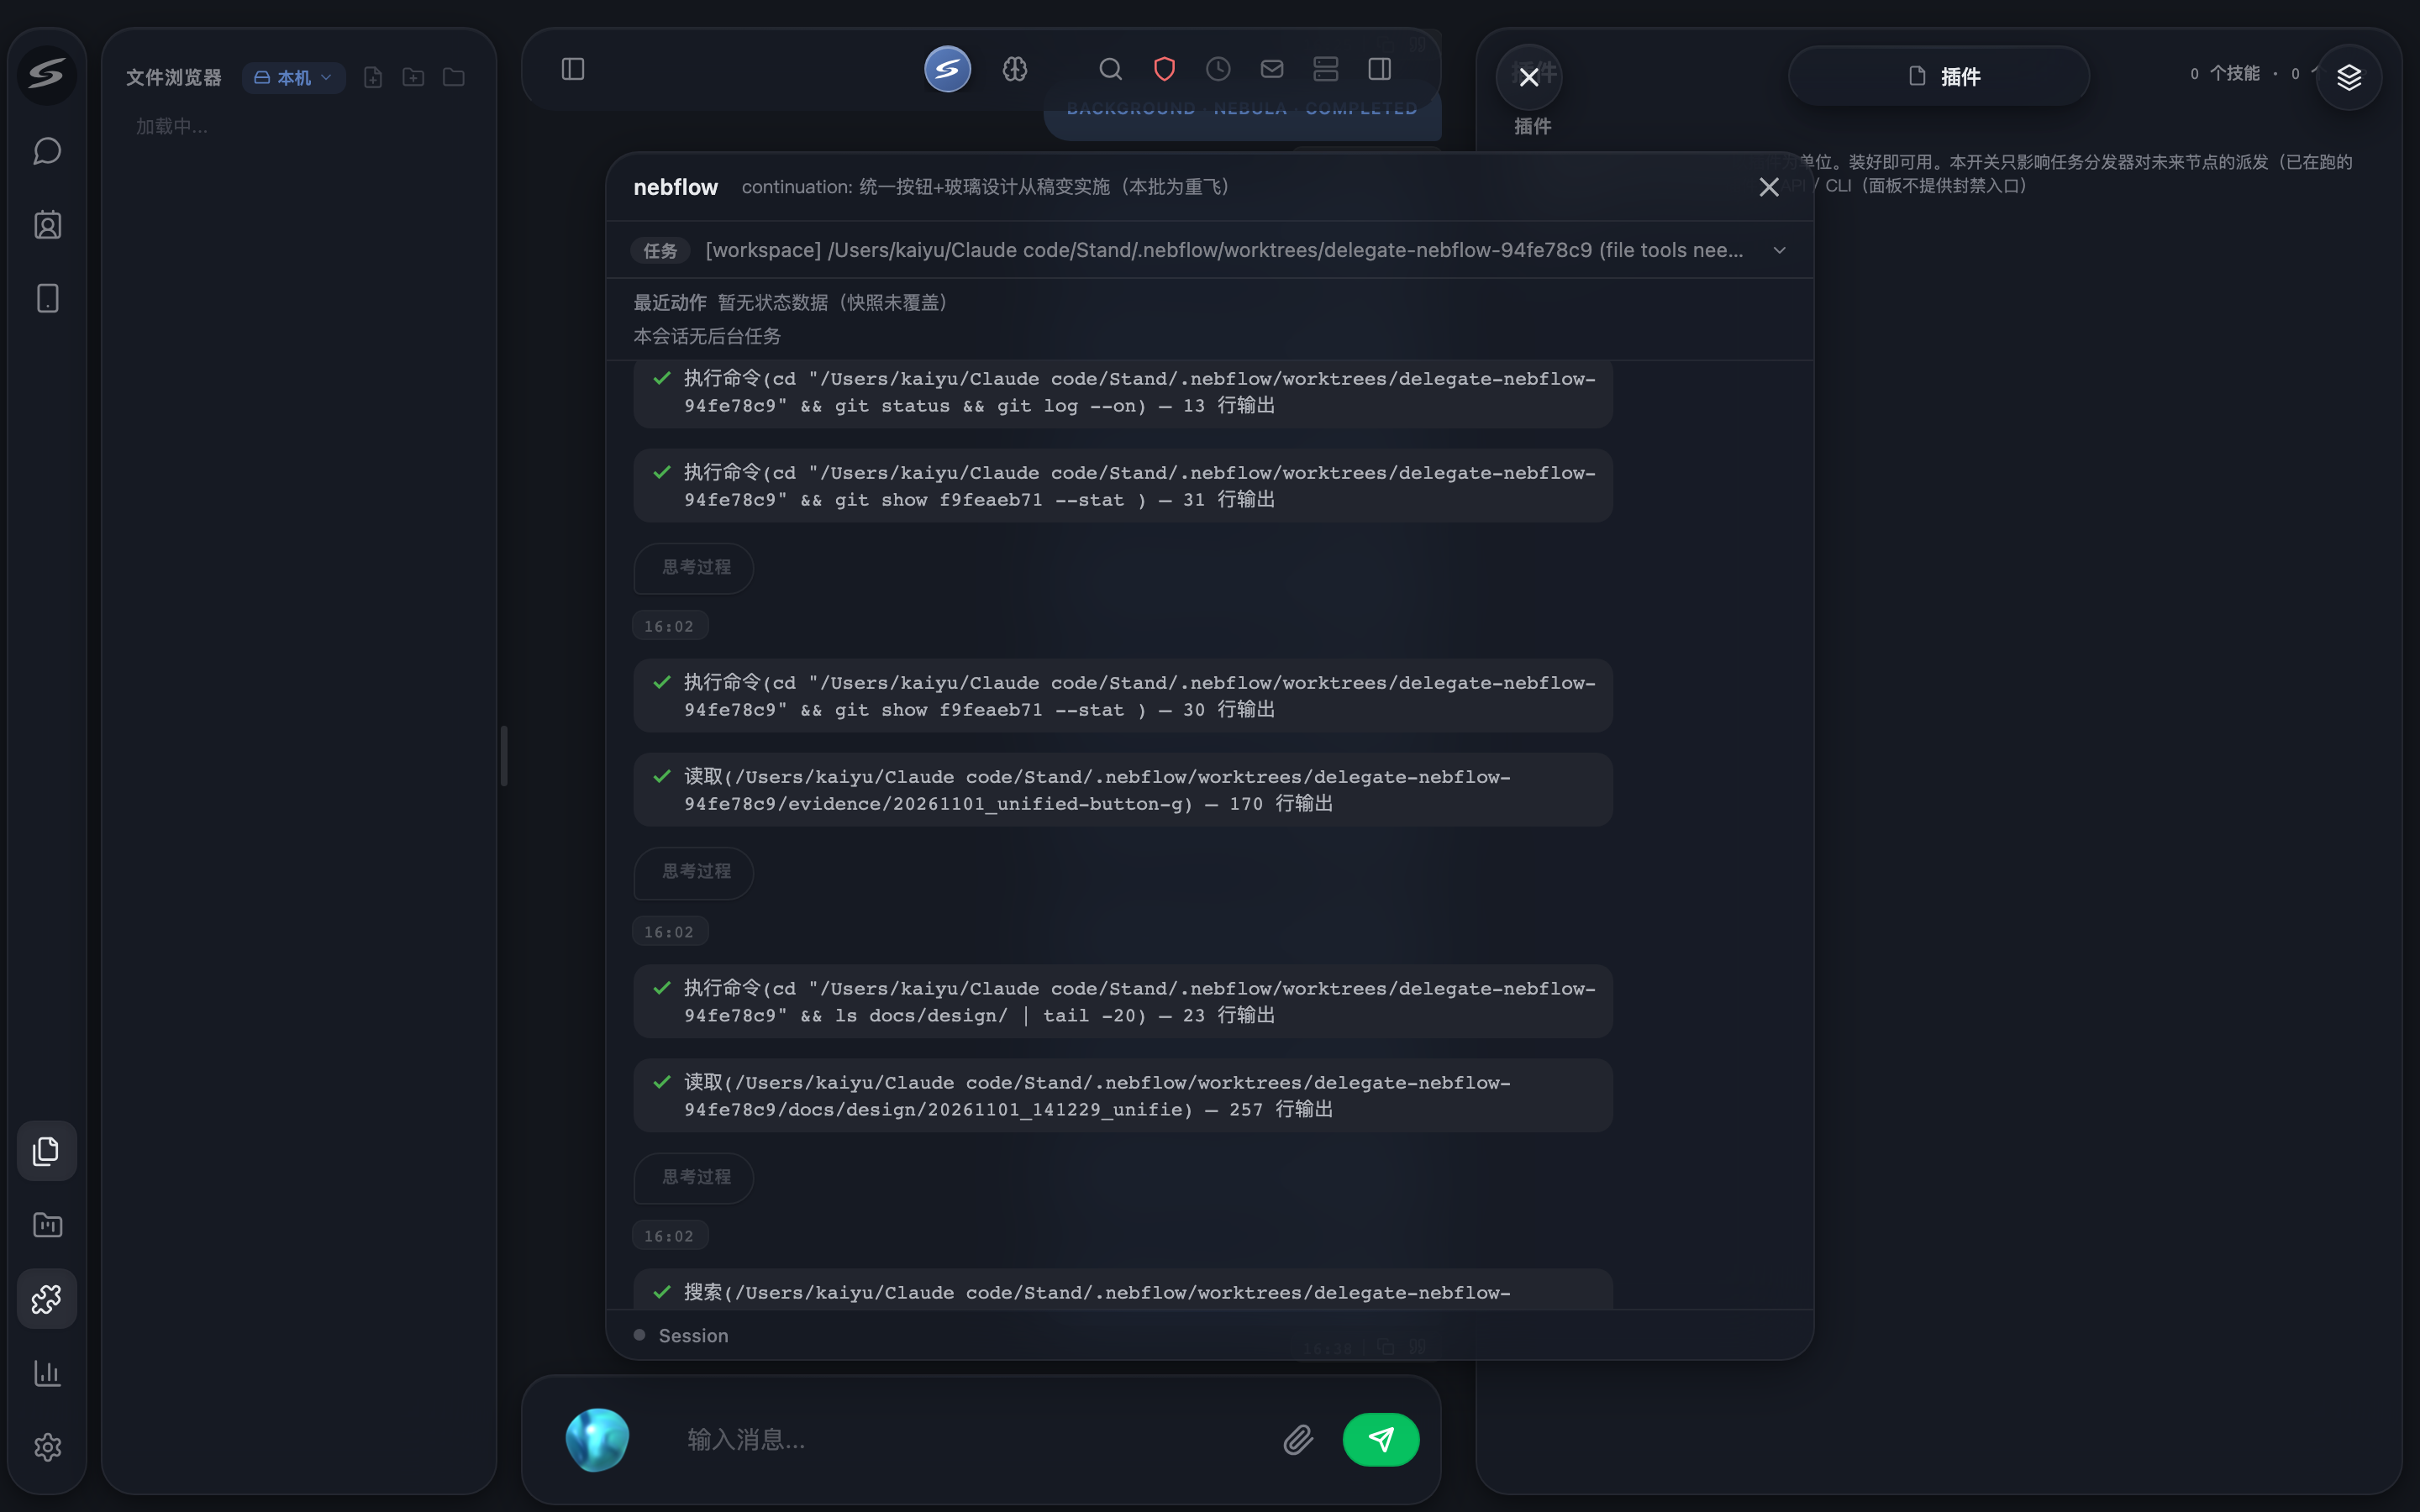 文件浏览器
本机
加载中...
BACKGROUND · NEBULA · COMPLETED
插件
插件
插件
0 个技能 · 0 个
为单位。装好即可用。本开关只影响任务分发器对未来节点的派发（已在跑的
API / CLI（面板不提供封禁入口）
nebflow
continuation: 统一按钮+玻璃设计从稿变实施（本批为重飞）
任务
[workspace] /Users/kaiyu/Claude code/Stand/.nebflow/worktrees/delegate-nebflow-94fe78c9 (file tools nee...
最近动作 暂无状态数据（快照未覆盖）
本会话无后台任务
执行命令(cd "/Users/kaiyu/Claude code/Stand/.nebflow/worktrees/delegate-nebflow-
94fe78c9" && git status && git log --on) — 13 行输出
执行命令(cd "/Users/kaiyu/Claude code/Stand/.nebflow/worktrees/delegate-nebflow-
94fe78c9" && git show f9feaeb71 --stat ) — 31 行输出
思考过程
16:02
执行命令(cd "/Users/kaiyu/Claude code/Stand/.nebflow/worktrees/delegate-nebflow-
94fe78c9" && git show f9feaeb71 --stat ) — 30 行输出
读取(/Users/kaiyu/Claude code/Stand/.nebflow/worktrees/delegate-nebflow-
94fe78c9/evidence/20261101_unified-button-g) — 170 行输出
思考过程
16:02
执行命令(cd "/Users/kaiyu/Claude code/Stand/.nebflow/worktrees/delegate-nebflow-
94fe78c9" && ls docs/design/ | tail -20) — 23 行输出
读取(/Users/kaiyu/Claude code/Stand/.nebflow/worktrees/delegate-nebflow-
94fe78c9/docs/design/20261101_141229_unifie) — 257 行输出
思考过程
16:02
搜索(/Users/kaiyu/Claude code/Stand/.nebflow/worktrees/delegate-nebflow-
Session
输入消息...